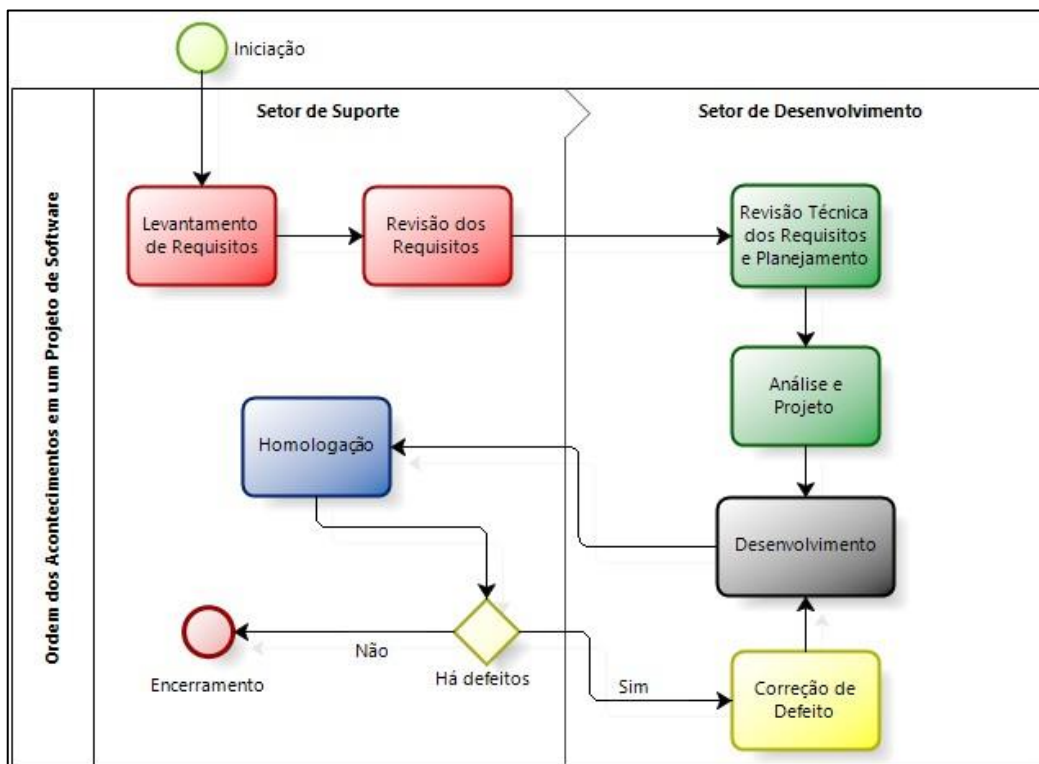 Iniciação
Ordem dos Acontecimentos em um Projeto de Software
Setor de Suporte
Setor de Desenvolvimento
Levantamento
de Requisitos
Revisão dos
Requisitos
Revisão Técnica
dos Requisitos
e Planejamento
Análise e
Projeto
Homologação
Desenvolvimento
Não
Encerramento
Há defeitos
Sim
Correção de
Defeito